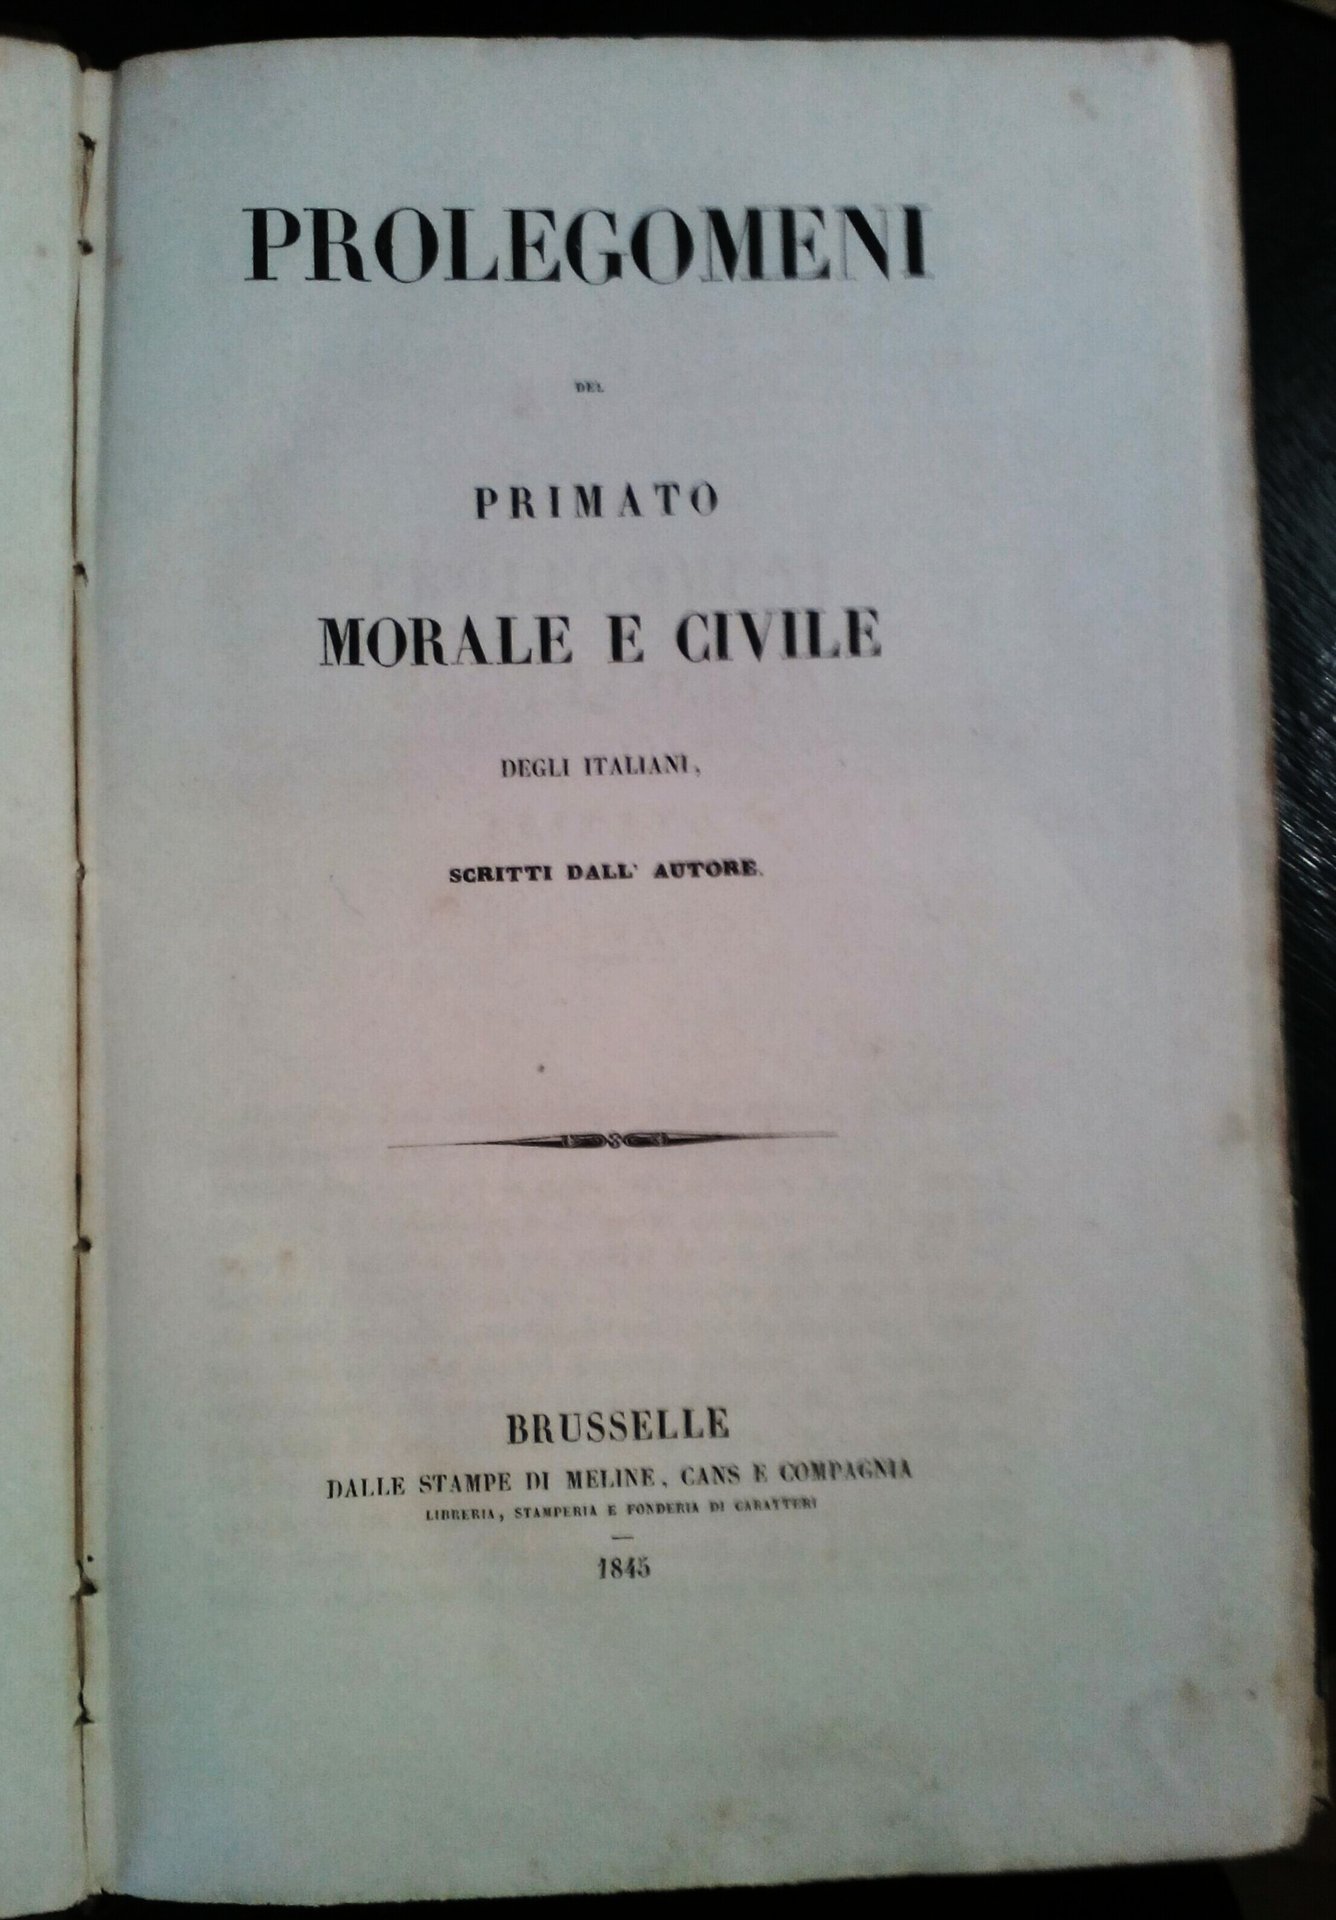 PROLEGOMENI
DEL
PRIMATO
MORALE E CIVILE
DEGLI ITALIANI,
SCRITTI DALL' AUTORE.
BRUSSELLE
DALLE STAMPE DI MELINE, CANS E COMPAGNIA
LIBRERIA, STAMPERIA E FONDERIA DI CARATTERI
1845